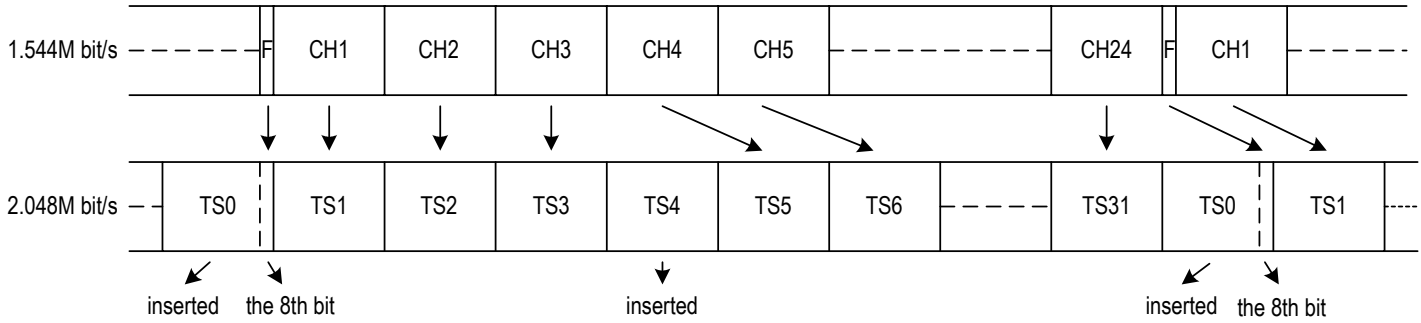 1.544M bit/s F CH1 CH2 CH3 CH4 CH5 CH24 F CH1
2.048M bit/s TS0 TS1 TS2 TS3 TS4 TS5 TS6 TS31 TS0 TS1
inserted the 8th bit inserted inserted the 8th bit